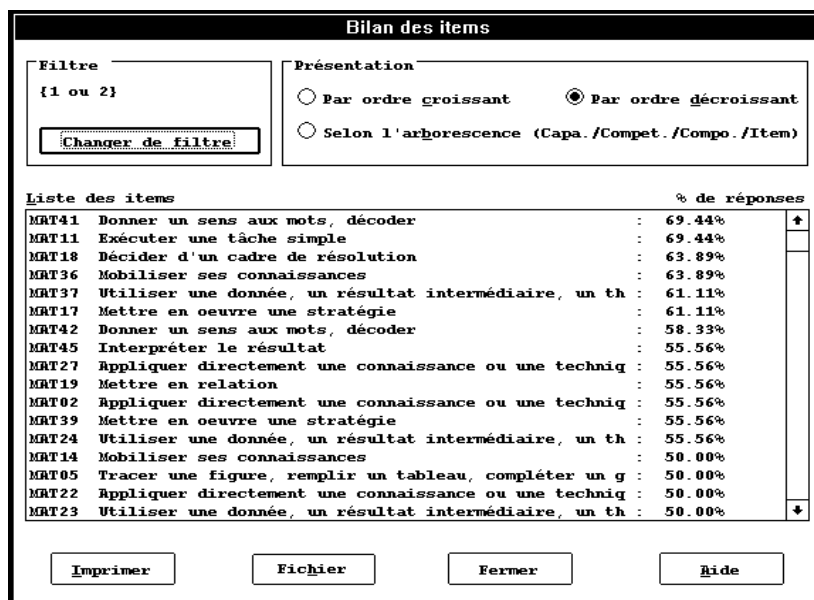 Bilan des items
Filtre
{1 ou 2}
Changer de filtre
Présentation
Par ordre croissant
Par ordre décroissant
Selon l'arborescence (Capa./Compet./Compo./Item)
Liste des items % de réponses
MAT41 Donner un sens aux mots, décoder : 69.44%
MAT11 Exécuter une tâche simple : 69.44%
MAT18 Décider d'un cadre de résolution : 63.89%
MAT36 Mobiliser ses connaissances : 63.89%
MAT37 Utiliser une donnée, un résultat intermédiaire, un th : 61.11%
MAT17 Mettre en oeuvre une stratégie : 61.11%
MAT42 Donner un sens aux mots, décoder : 58.33%
MAT45 Interpréter le résultat : 55.56%
MAT27 Appliquer directement une connaissance ou une techniq : 55.56%
MAT19 Mettre en relation : 55.56%
MAT02 Appliquer directement une connaissance ou une techniq : 55.56%
MAT39 Mettre en oeuvre une stratégie : 55.56%
MAT24 Utiliser une donnée, un résultat intermédiaire, un th : 55.56%
MAT14 Mobiliser ses connaissances : 50.00%
MAT05 Tracer une figure, remplir un tableau, compléter un g : 50.00%
MAT22 Appliquer directement une connaissance ou une techniq : 50.00%
MAT23 Utiliser une donnée, un résultat intermédiaire, un th : 50.00%
Imprimer Fichier Fermer Aide